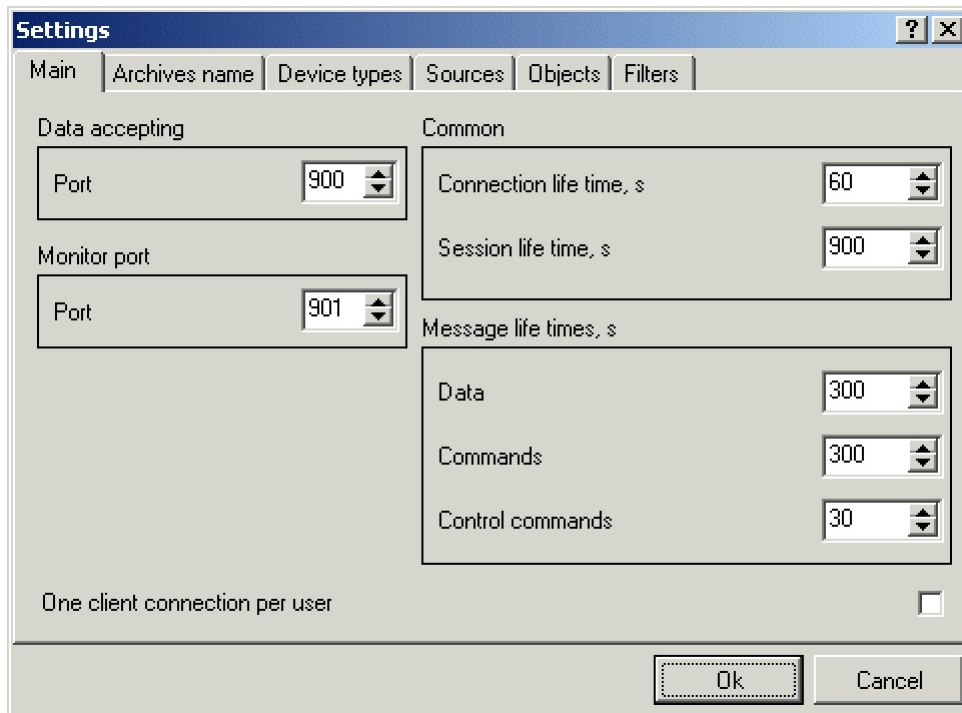 Settings
Main Archives name Device types Sources Objects Filters
Data accepting
Port 900
Monitor port
Port 901
Common
Connection life time, s 60
Session life time, s 900
Message life times, s
Data 300
Commands 300
Control commands 30
One client connection per user
Ok Cancel